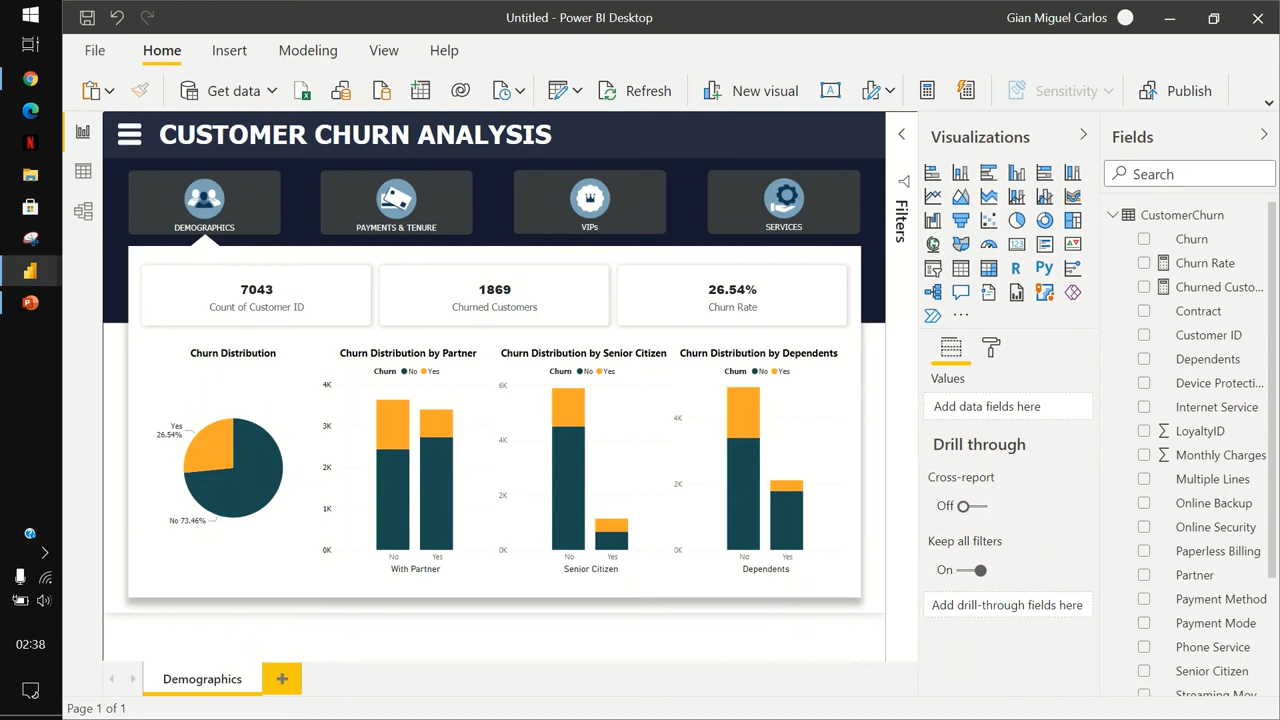 Untitled - Power BI Desktop
Gian Miguel Carlos
File
Home
Insert
Modeling
View
Help
Get data
Refresh
New visual
Sensitivity
Publish
CUSTOMER CHURN ANALYSIS
DEMOGRAPHICS
PAYMENTS & TENURE
VIPs
SERVICES
7043
Count of Customer ID
1869
Churned Customers
26.54%
Churn Rate
Churn Distribution
Yes
26.54%
No 73.46%
Churn Distribution by Partner
Churn No Yes
4K
3K
2K
1K
0K
No
Yes
With Partner
Churn Distribution by Senior Citizen
Churn No Yes
6K
4K
2K
0K
No
Yes
Senior Citizen
Churn Distribution by Dependents
Churn No Yes
4K
2K
0K
No
Yes
Dependents
Filters
Visualizations
R
Py
123
Values
Add data fields here
Drill through
Cross-report
Off
Keep all filters
On
Add drill-through fields here
Fields
Search
CustomerChurn
Churn
Churn Rate
Churned Custo...
Contract
Customer ID
Dependents
Device Protecti...
Internet Service
LoyaltyID
Monthly Charges
Multiple Lines
Online Backup
Online Security
Paperless Billing
Partner
Payment Method
Payment Mode
Phone Service
Senior Citizen
Streaming Mov
Demographics
Page 1 of 1
02:38